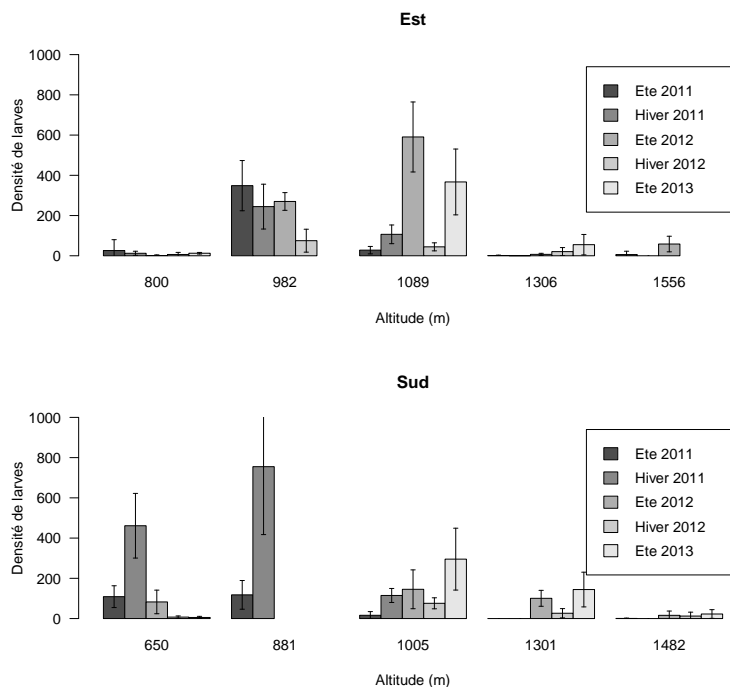 Est
1000
800
600
400
200
0
Densité de larves
Ete 2011
Hiver 2011
Ete 2012
Hiver 2012
Ete 2013
800 982 1089 1306 1556
Altitude (m)
Sud
1000
800
600
400
200
0
Densité de larves
Ete 2011
Hiver 2011
Ete 2012
Hiver 2012
Ete 2013
650 881 1005 1301 1482
Altitude (m)